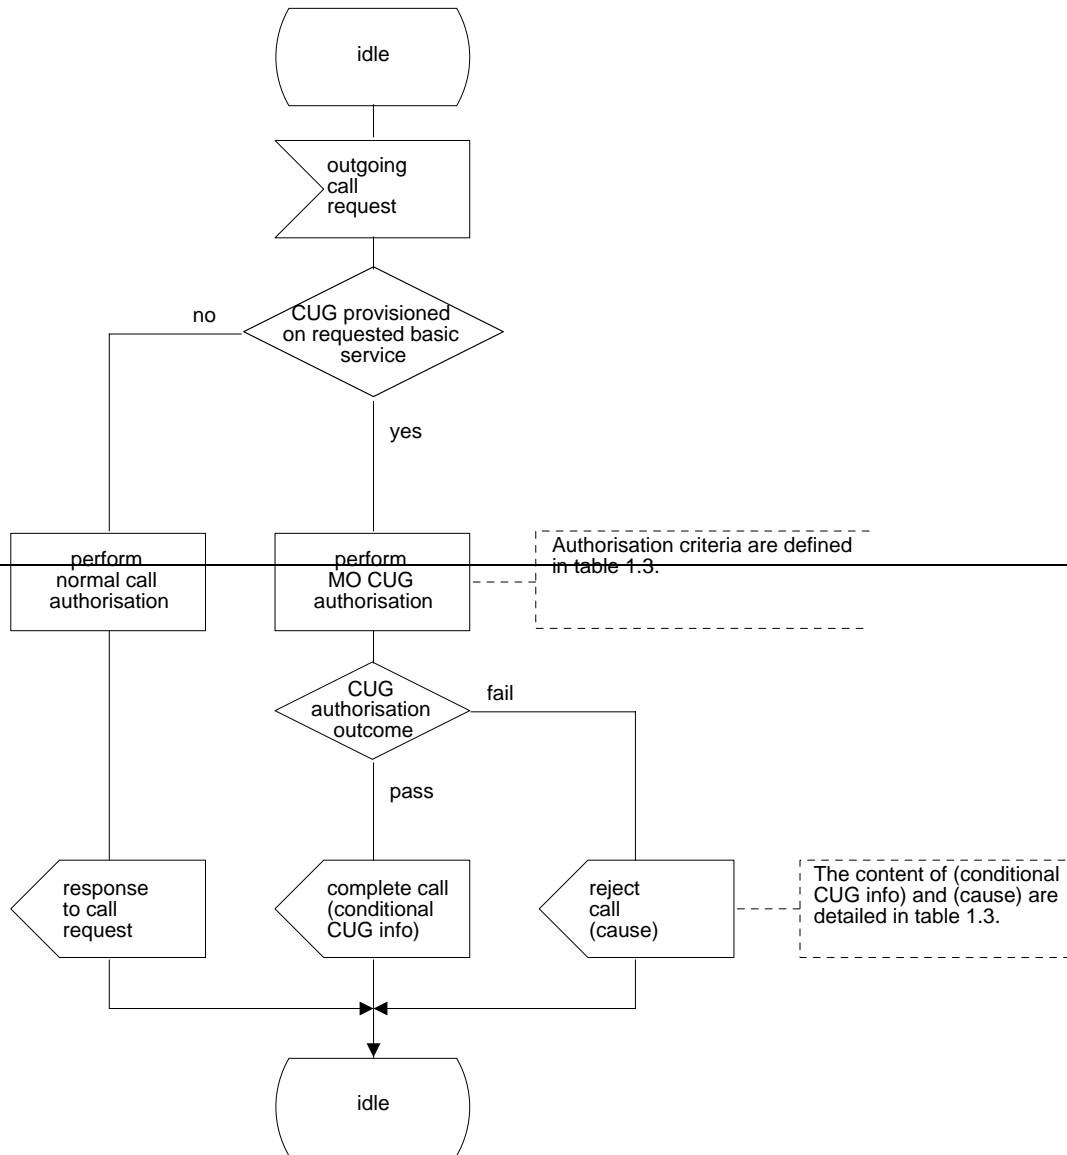 idle
outgoing
call
request
no
CUG provisioned
on requested basic
service
yes
perform
normal call
authorisation
perform
MO CUG
authorisation
Authorisation criteria are defined
in table 1.3.
CUG
authorisation
outcome
fail
pass
response
to call
request
complete call
(conditional
CUG info)
reject
call
(cause)
The content of (conditional
CUG info) and (cause) are
detailed in table 1.3.
idle